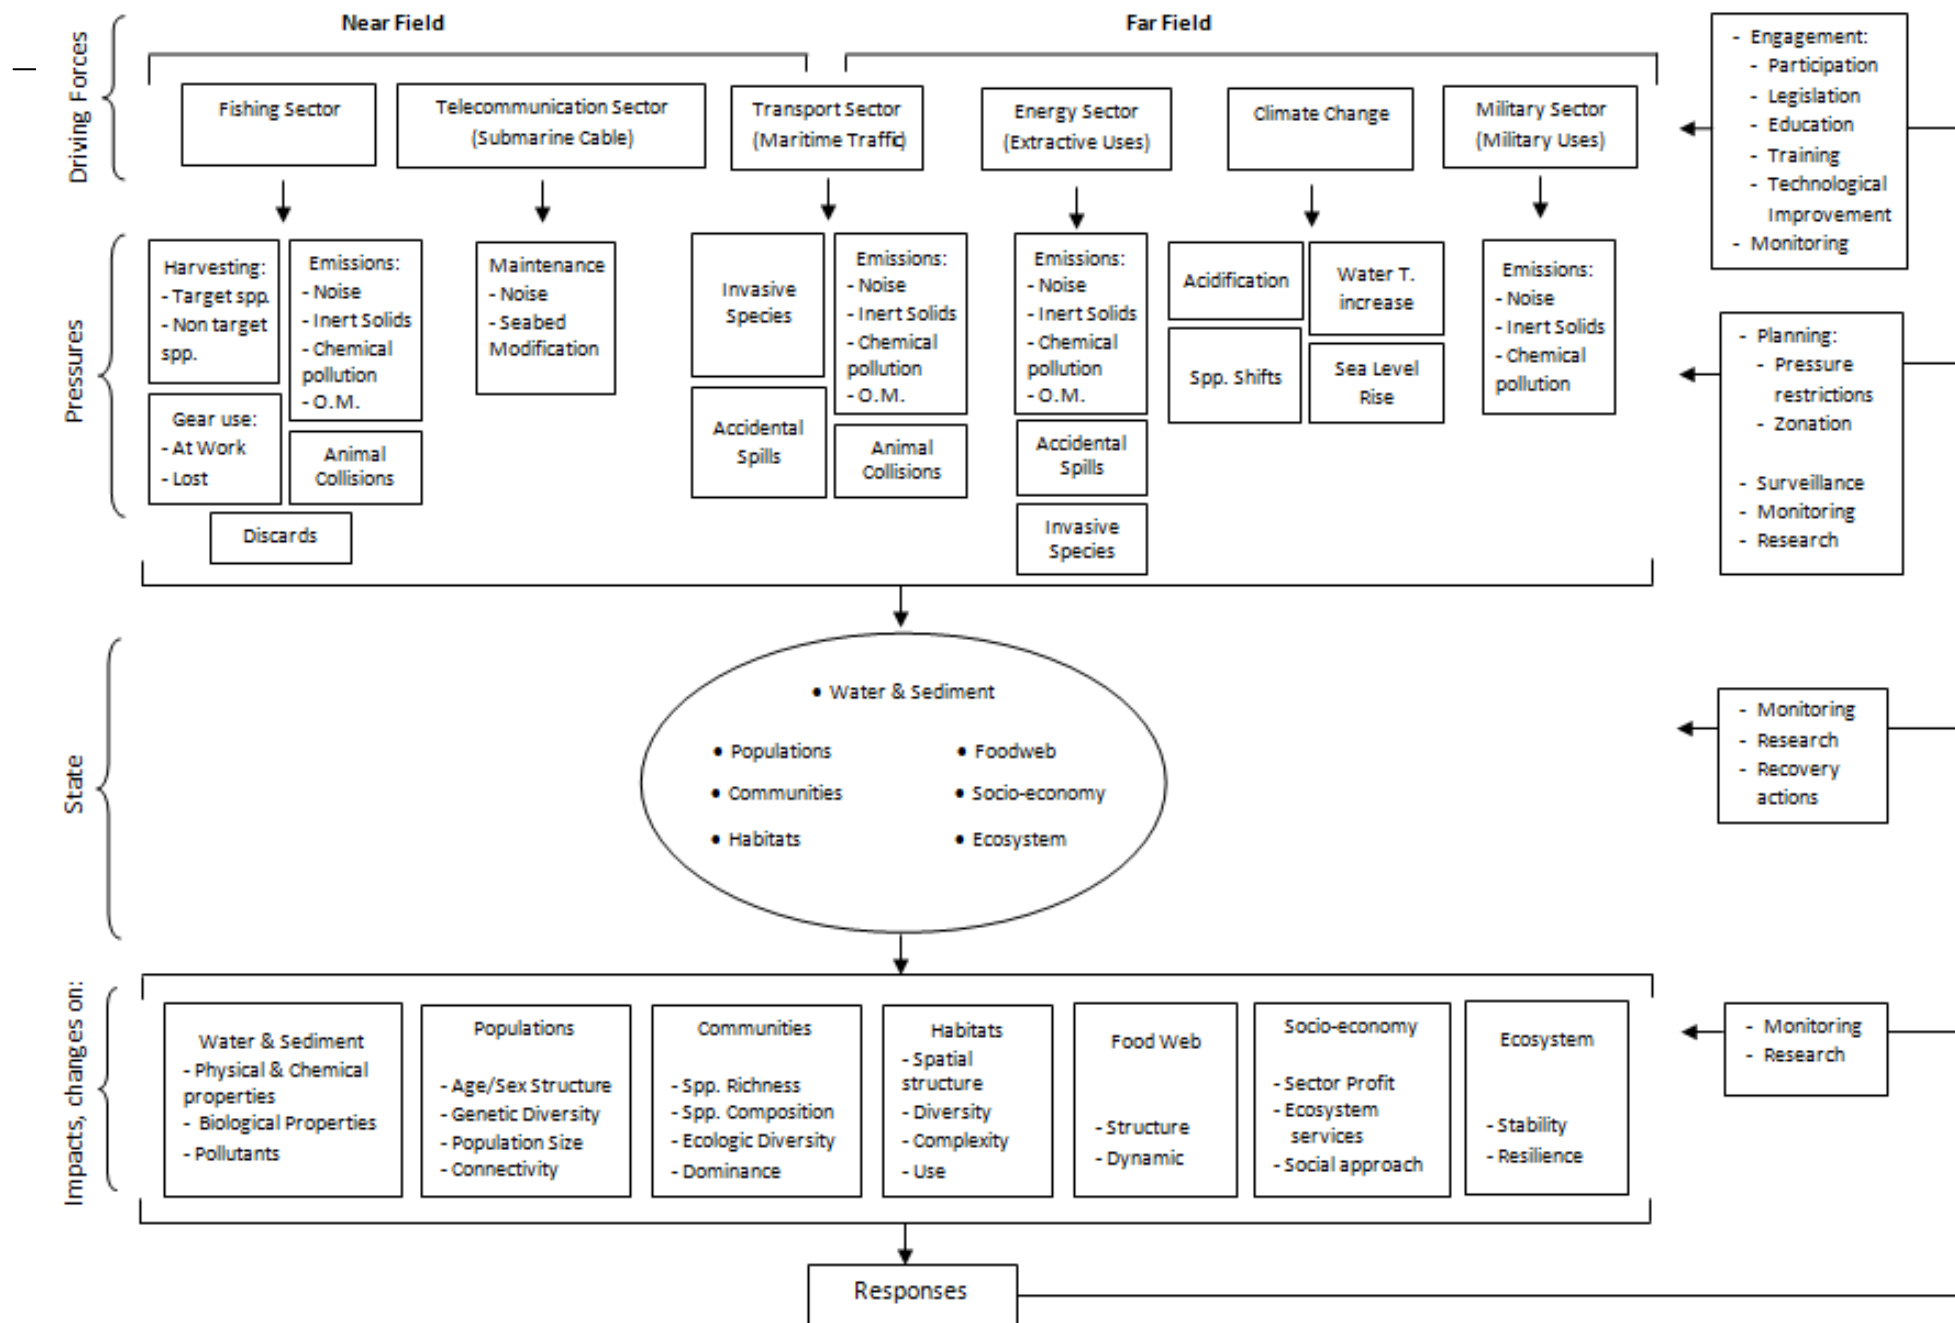 Near Field
Far Field
Driving Forces
Fishing Sector
Telecommunication Sector
(Submarine Cable)
Transport Sector
(Maritime Traffic)
Energy Sector
(Extractive Uses)
Climate Change
Military Sector
(Military Uses)
- Engagement:
- Participation
- Legislation
- Education
- Training
- Technological
Improvement
- Monitoring
Pressures
Harvesting:
- Target spp.
- Non target
spp.
Gear use:
- At Work
- Lost
Emissions:
- Noise
- Inert Solids
- Chemical
pollution
- O.M.
Animal
Collisions
Discards
Maintenance
- Noise
- Seabed
Modification
Invasive
Species
Accidental
Spills
Emissions:
- Noise
- Inert Solids
- Chemical
pollution
- O.M.
Animal
Collisions
Emissions:
- Noise
- Inert Solids
- Chemical
pollution
- O.M.
Accidental
Spills
Invasive
Species
Acidification
Spp. Shifts
Water T.
increase
Sea Level
Rise
Emissions:
- Noise
- Inert Solids
- Chemical
pollution
- Planning:
- Pressure
restrictions
- Zonation
- Surveillance
- Monitoring
- Research
State
• Water & Sediment
• Populations
• Communities
• Habitats
• Foodweb
• Socio-economy
• Ecosystem
- Monitoring
- Research
- Recovery
actions
Impacts, changes on:
Water & Sediment
- Physical & Chemical
properties
- Biological Properties
- Pollutants
Populations
- Age/Sex Structure
- Genetic Diversity
- Population Size
- Connectivity
Communities
- Spp. Richness
- Spp. Composition
- Ecologic Diversity
- Dominance
Habitats
- Spatial
structure
- Diversity
- Complexity
- Use
Food Web
- Structure
- Dynamic
Socio-economy
- Sector Profit
- Ecosystem
services
- Social approach
Ecosystem
- Stability
- Resilience
- Monitoring
- Research
Responses